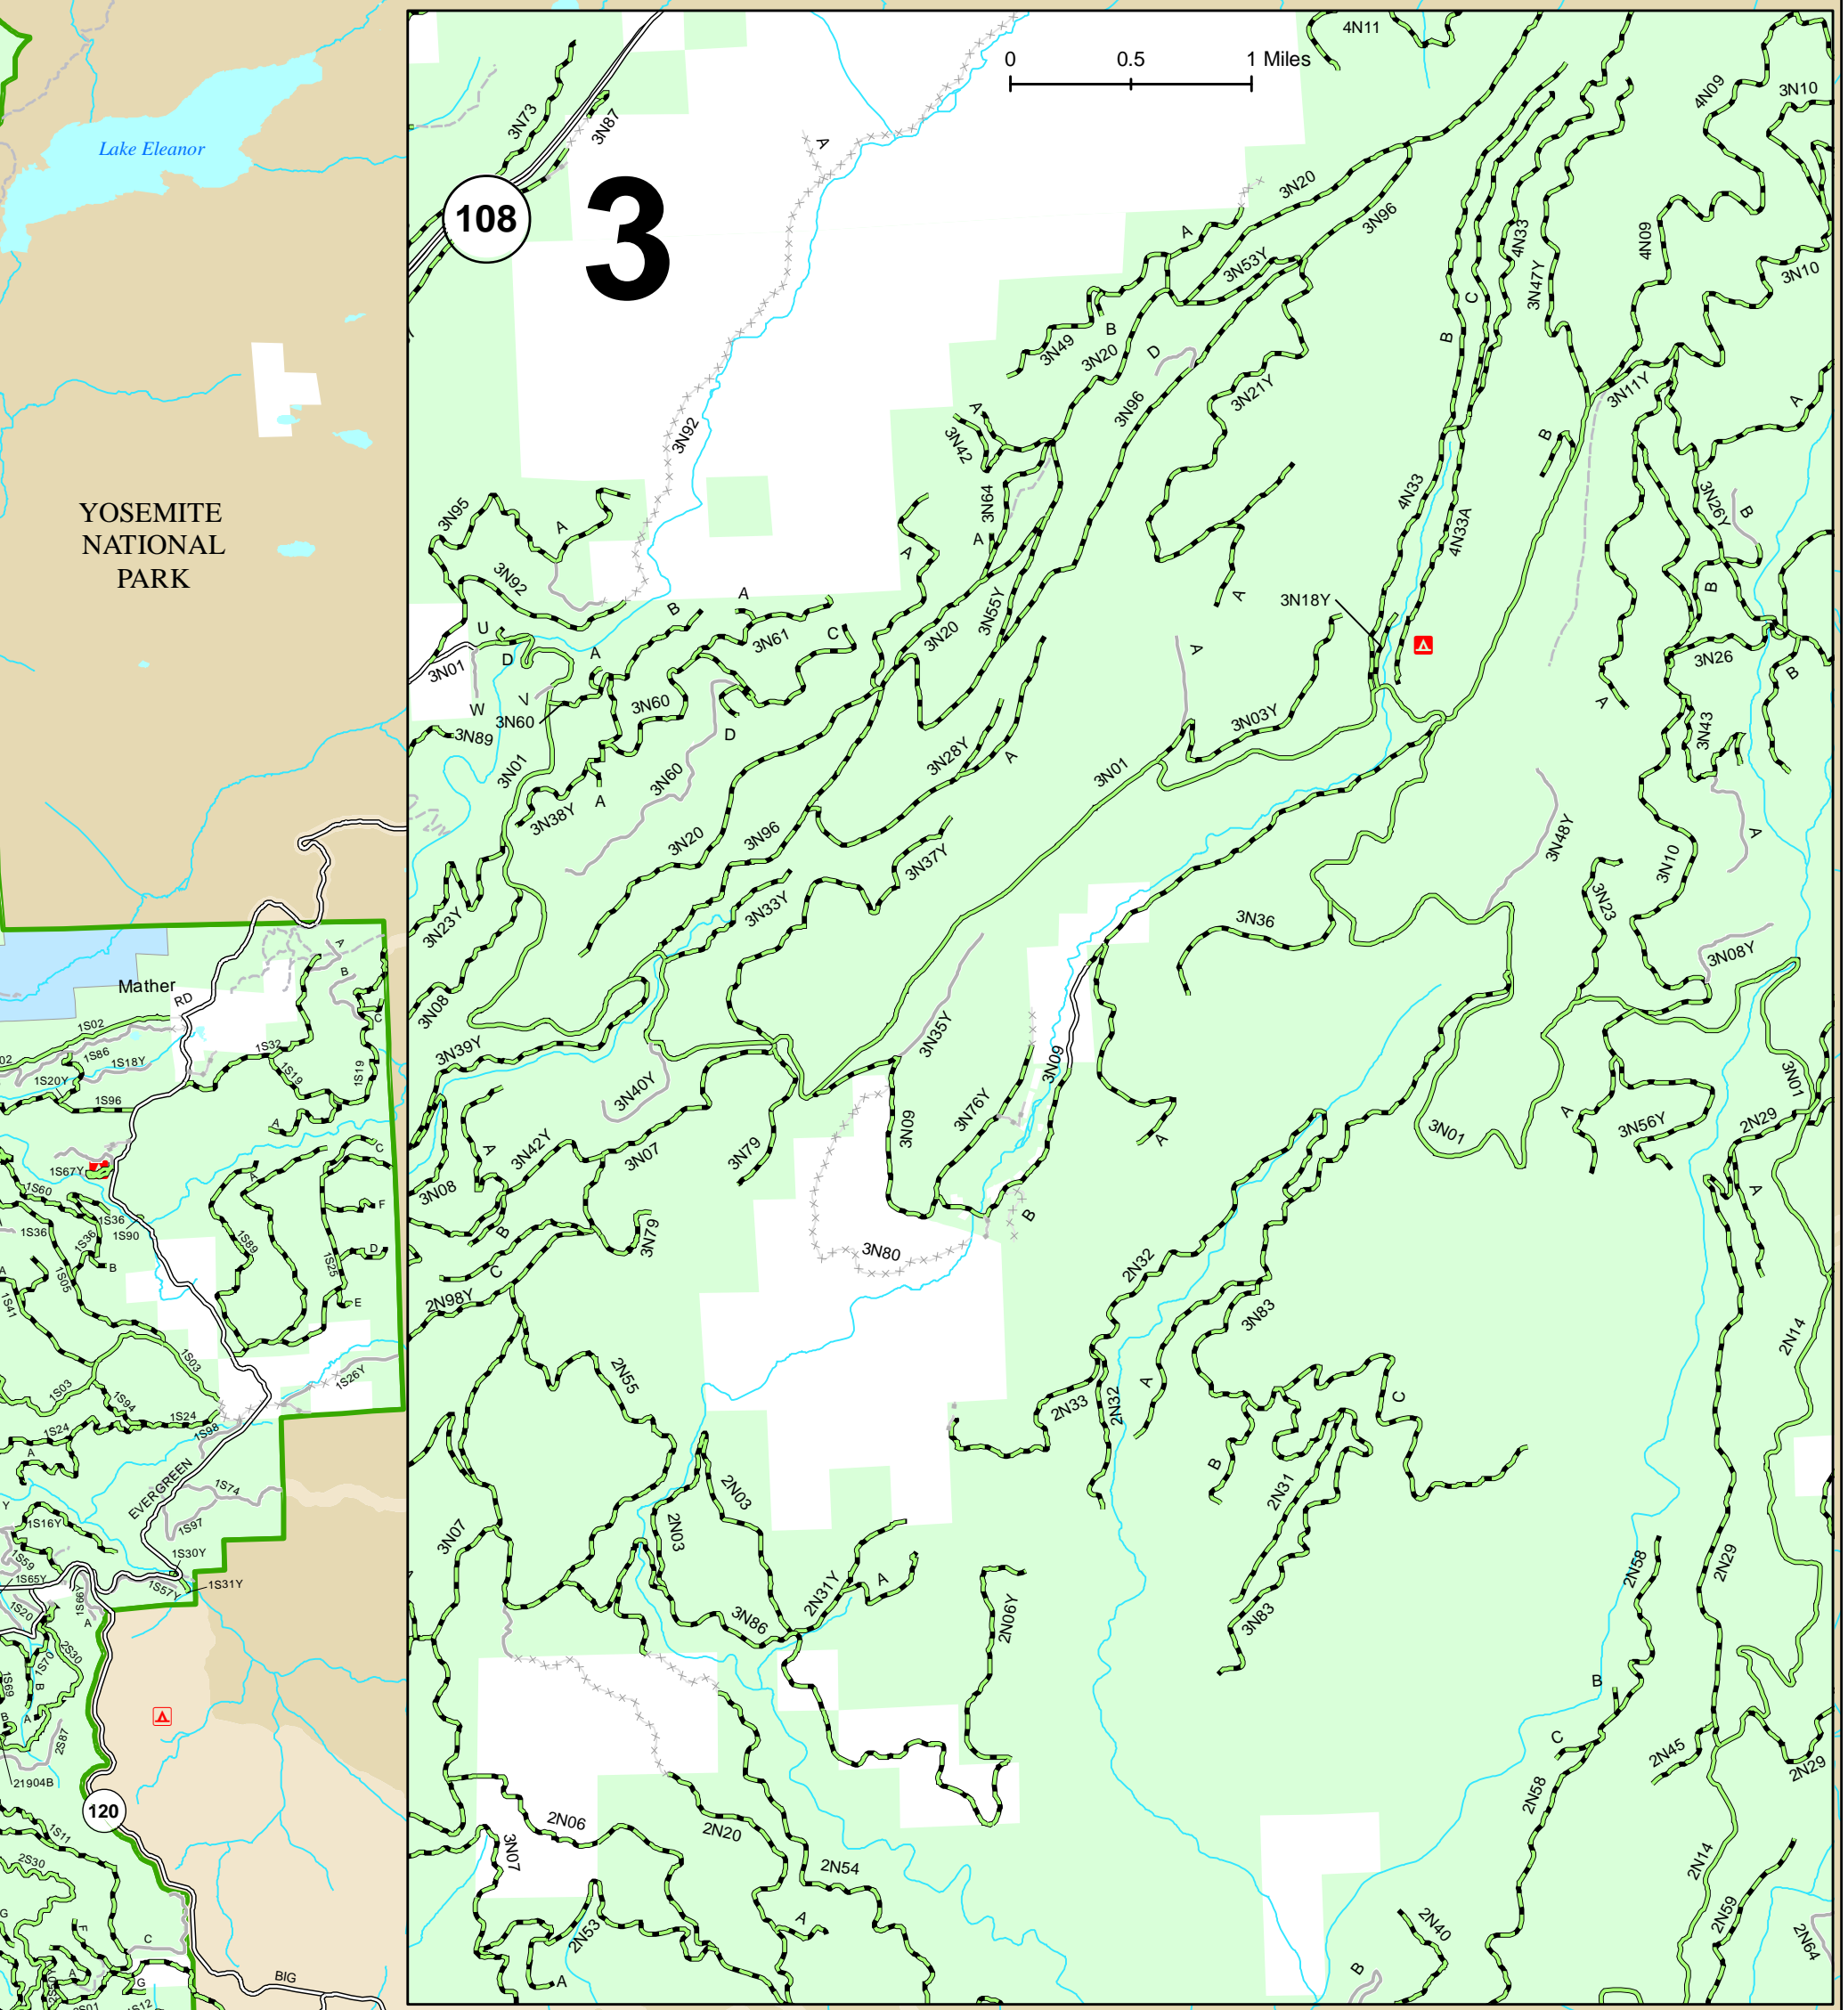 Lake Eleanor
YOSEMITE
NATIONAL
PARK
Mather
RD
1S02
02
1S86
1S18Y
1S20Y
1S96
1S32
1S19
1S19
A
B
C
A
1S67Y
1S60
1S36
1S36
1S90
1S36
B
A
1S41
1S05
A
1S89
1S25
C
F
D
E
1S03
1S03
1S94
1S24
1S24
1S26Y
1S98
A
EVERGREEN
1S74
1S97
Y
1S16Y
1S59
1S65Y
1S30Y
1S57Y
1S31Y
1S66Y
1S20
A
2S30
1S70
1S69
B
B
A
2S87
21904B
120
1S11
2S30
G
F
C
A
G
BIG
2S01
1S12
3
108
0
0.5
1 Miles
4N11
3N73
3N87
A
4N09
3N10
3N20
3N96
A
3N53Y
4N33
3N47Y
4N09
3N10
B
C
B
3N49
3N20
D
3N21Y
3N11Y
A
3N92
A
3N42
3N96
B
3N95
A
3N64
A
4N33
4N33A
3N26Y
B
A
3N92
A
B
3N55Y
A
3N18Y
B
U
D
A
3N61
C
3N20
3N01
A
3N26
B
W
V
3N60
3N60
D
A
3N89
3N43
3N03Y
3N01
3N60
3N28Y
A
3N01
A
3N38Y
3N20
3N96
3N37Y
3N48Y
3N10
A
3N23Y
3N33Y
3N36
3N23
3N08Y
3N08
3N39Y
3N35Y
3N09
3N40Y
3N01
3N76Y
3N09
3N01
A
3N56Y
2N29
A
3N42Y
3N07
3N79
A
A
3N08
B
C
3N79
3N80
B
2N32
2N98Y
3N83
2N14
2N55
A
2N33
2N32
C
B
2N31
2N03
2N03
3N07
2N29
2N58
2N31Y
A
3N86
2N06Y
3N83
B
C
2N45
2N29
2N58
2N06
2N20
3N07
2N54
2N14
2N53
A
A
2N40
2N59
2N64
B